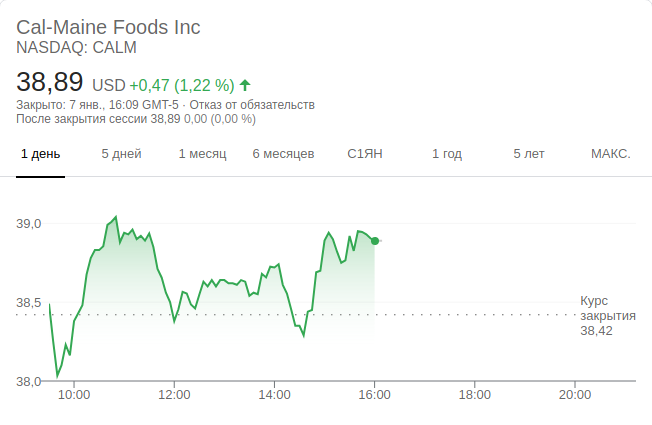 Cal-Maine Foods Inc
NASDAQ: CALM
38,89 USD +0,47 (1,22 %)
Закрыто: 7 янв., 16:09 GMT-5 · Отказ от обязательств
После закрытия сессии 38,89 0,00 (0,00 %)
1 день 5 дней 1 месяц 6 месяцев С1ЯН 1 год 5 лет МАКС.
39,0
38,5
Курс
закрытия
38,42
38,0
10:00 12:00 14:00 16:00 18:00 20:00